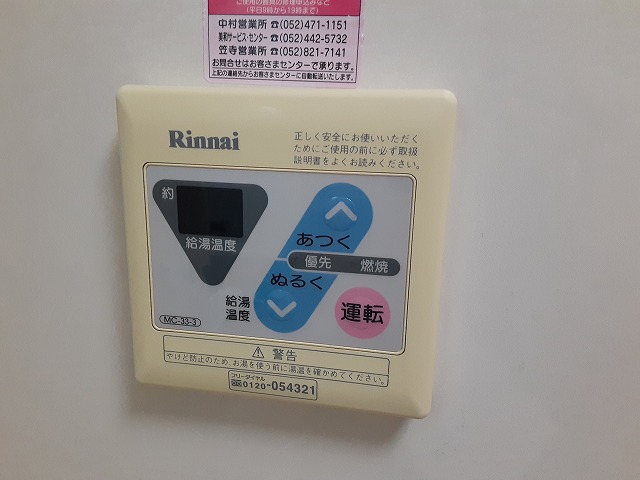 ご使用の器具の修理申込みなど
(平日9時から19時まで)
中村営業所 ☎(052)471-1151
美和サービス・センター ☎(052)442-5732
笠寺営業所 ☎(052)821-7141
お問合せはお客さまセンターで承ります。
上記の連絡先からお客さまセンターに自動転送いたします。
Rinnai
正しく安全にお使いいただく
ためにご使用の前に必ず取扱
説明書をよくお読みください。
約
給湯温度
あつく
優先 燃焼
ぬるく
給湯
温度
運転
MC-33-3
⚠ 警告
やけど防止のため、お湯を使う前に湯温を確かめてください。
フリーダイヤル
0120-054321